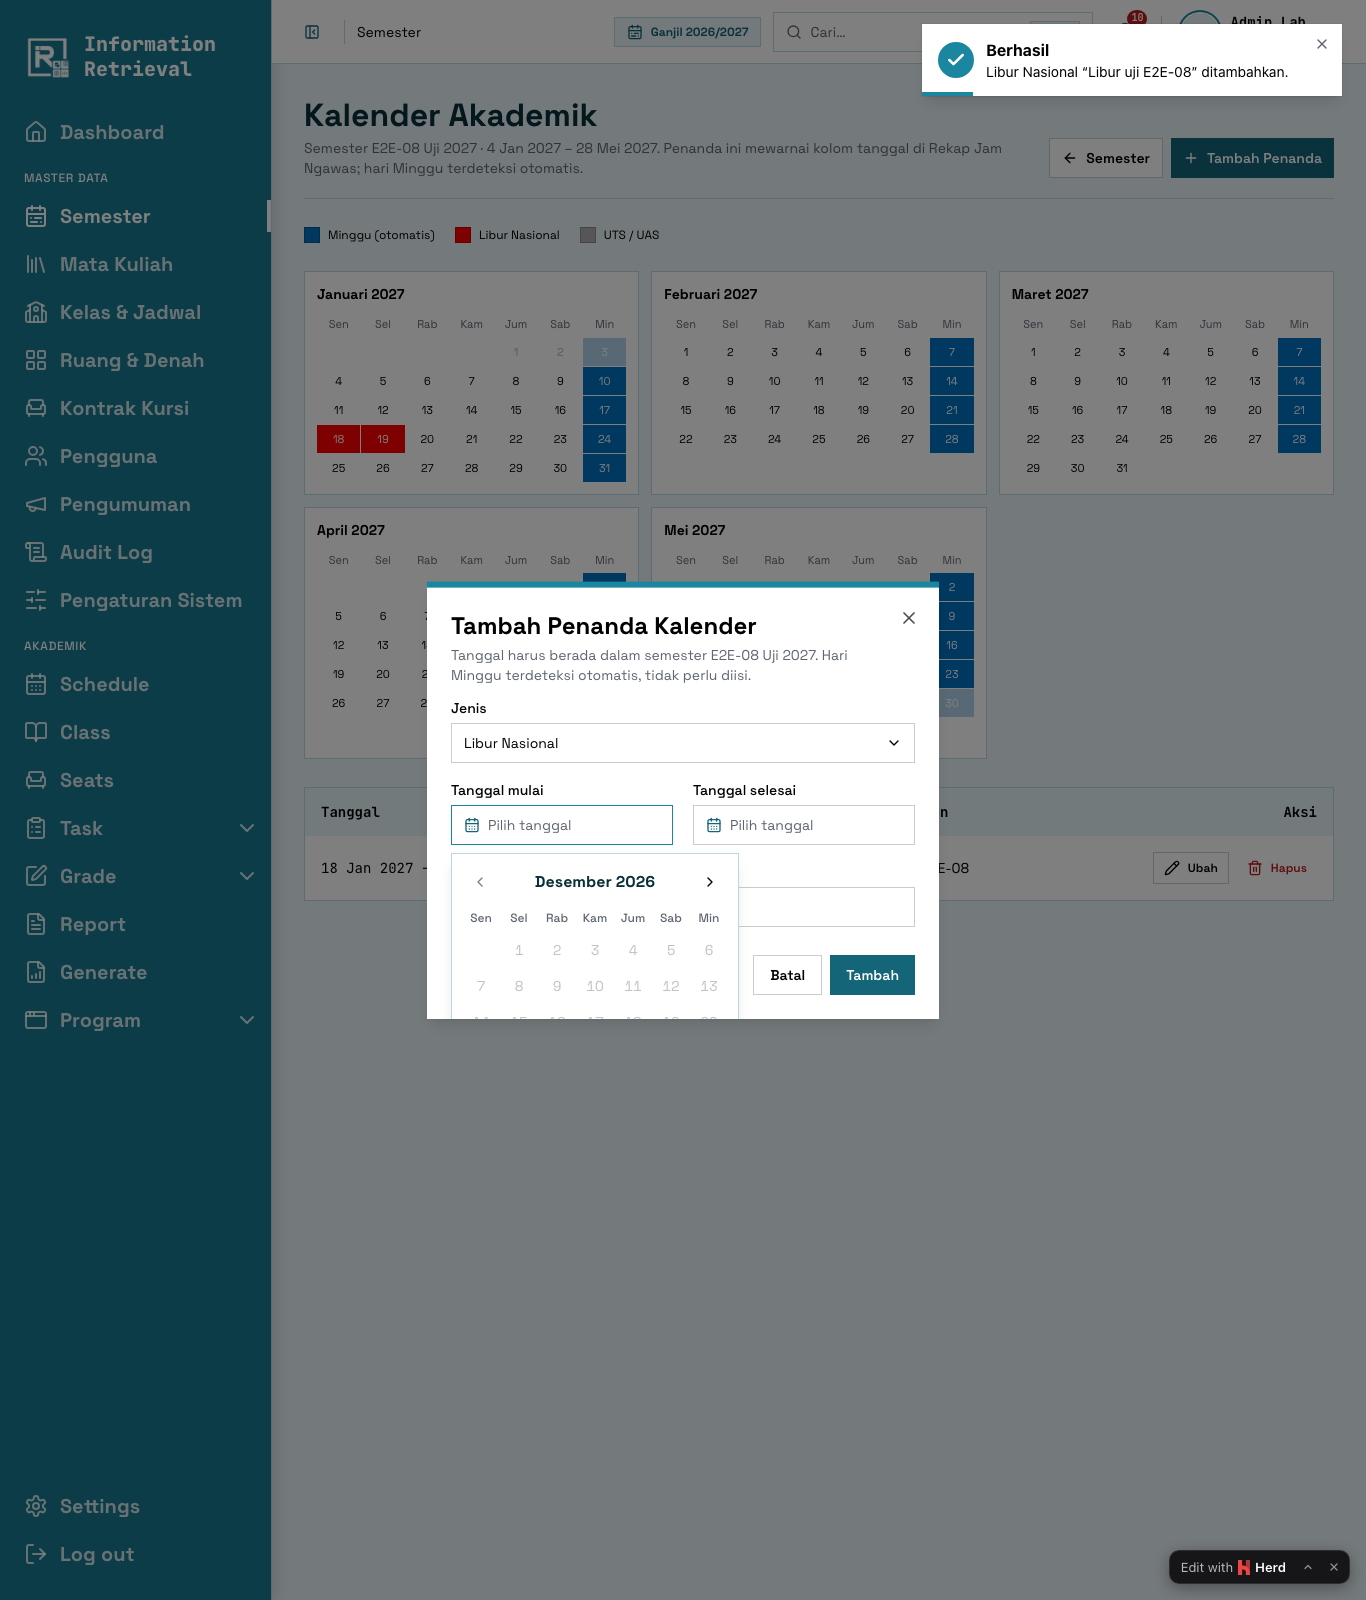 Information
Retrieval
Dashboard
MASTER DATA
Semester
Mata Kuliah
Kelas & Jadwal
Ruang & Denah
Kontrak Kursi
Pengguna
Pengumuman
Audit Log
Pengaturan Sistem
AKADEMIK
Schedule
Class
Seats
Task
Grade
Report
Generate
Program
Settings
Log out
Semester
Ganjil 2026/2027
Cari...
10
Admin Lab
Berhasil
Libur Nasional “Libur uji E2E-08” ditambahkan.
Kalender Akademik
Semester E2E-08 Uji 2027 · 4 Jan 2027 – 28 Mei 2027. Penanda ini mewarnai kolom tanggal di Rekap Jam
Ngawas; hari Minggu terdeteksi otomatis.
Semester
Tambah Penanda
Minggu (otomatis)
Libur Nasional
UTS / UAS
Januari 2027
Sen Sel Rab Kam Jum Sab Min
1 2 3
4 5 6 7 8 9 10
11 12 13 14 15 16 17
18 19 20 21 22 23 24
25 26 27 28 29 30 31
Februari 2027
Sen Sel Rab Kam Jum Sab Min
1 2 3 4 5 6 7
8 9 10 11 12 13 14
15 16 17 18 19 20 21
22 23 24 25 26 27 28
Maret 2027
Sen Sel Rab Kam Jum Sab Min
1 2 3 4 5 6 7
8 9 10 11 12 13 14
15 16 17 18 19 20 21
22 23 24 25 26 27 28
29 30 31
April 2027
Sen Sel Rab Kam Jum Sab Min
5 6
12 13
19 20
26 27
Mei 2027
Sen Sel Rab Kam Jum Sab Min
2
9
16
23
30
Tanggal
Aksi
18 Jan 2027
Ubah
Hapus
Tambah Penanda Kalender
Tanggal harus berada dalam semester E2E-08 Uji 2027. Hari
Minggu terdeteksi otomatis, tidak perlu diisi.
Jenis
Libur Nasional
Tanggal mulai
Tanggal selesai
Pilih tanggal
Pilih tanggal
Desember 2026
Sen Sel Rab Kam Jum Sab Min
1 2 3 4 5 6
7 8 9 10 11 12 13
Batal
Tambah
Edit with Herd